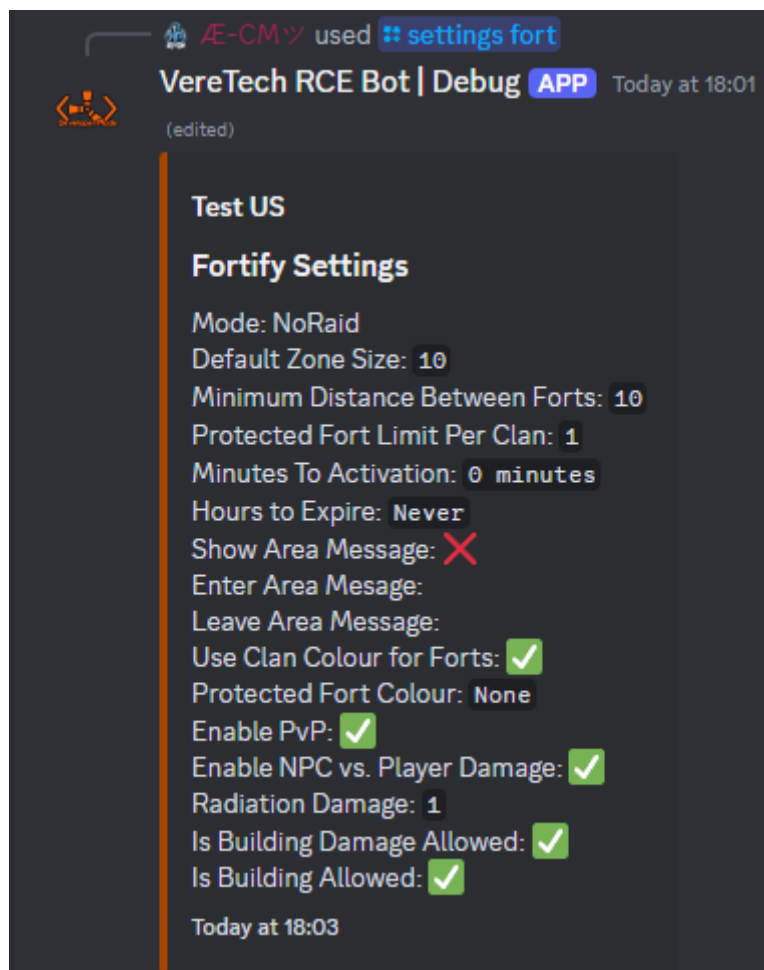 Æ-CMツ used settings fort
VereTech RCE Bot | Debug APP Today at 18:01
(edited)
Test US
Fortify Settings
Mode: NoRaid
Default Zone Size: 10
Minimum Distance Between Forts: 10
Protected Fort Limit Per Clan: 1
Minutes To Activation: 0 minutes
Hours to Expire: Never
Show Area Message: ❌
Enter Area Mesage:
Leave Area Message:
Use Clan Colour for Forts: ✅
Protected Fort Colour: None
Enable PvP: ✅
Enable NPC vs. Player Damage: ✅
Radiation Damage: 1
Is Building Damage Allowed: ✅
Is Building Allowed: ✅
Today at 18:03